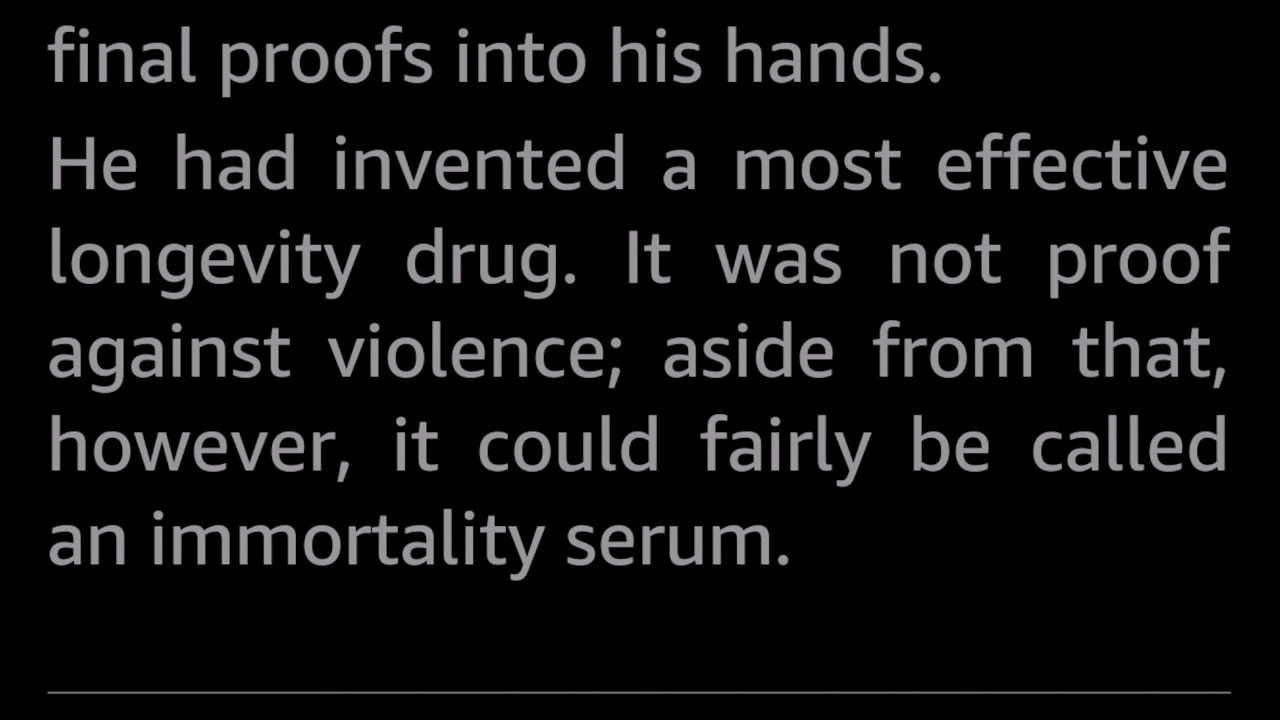 final proofs into his hands.
He had invented a most effective
longevity drug. It was not proof
against violence; aside from that,
however, it could fairly be called
an immortality serum.